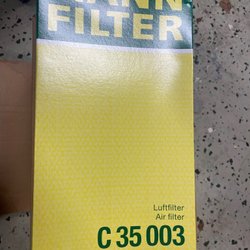 MANN
FILTER
Luftfilter
Air filter
C 35 003